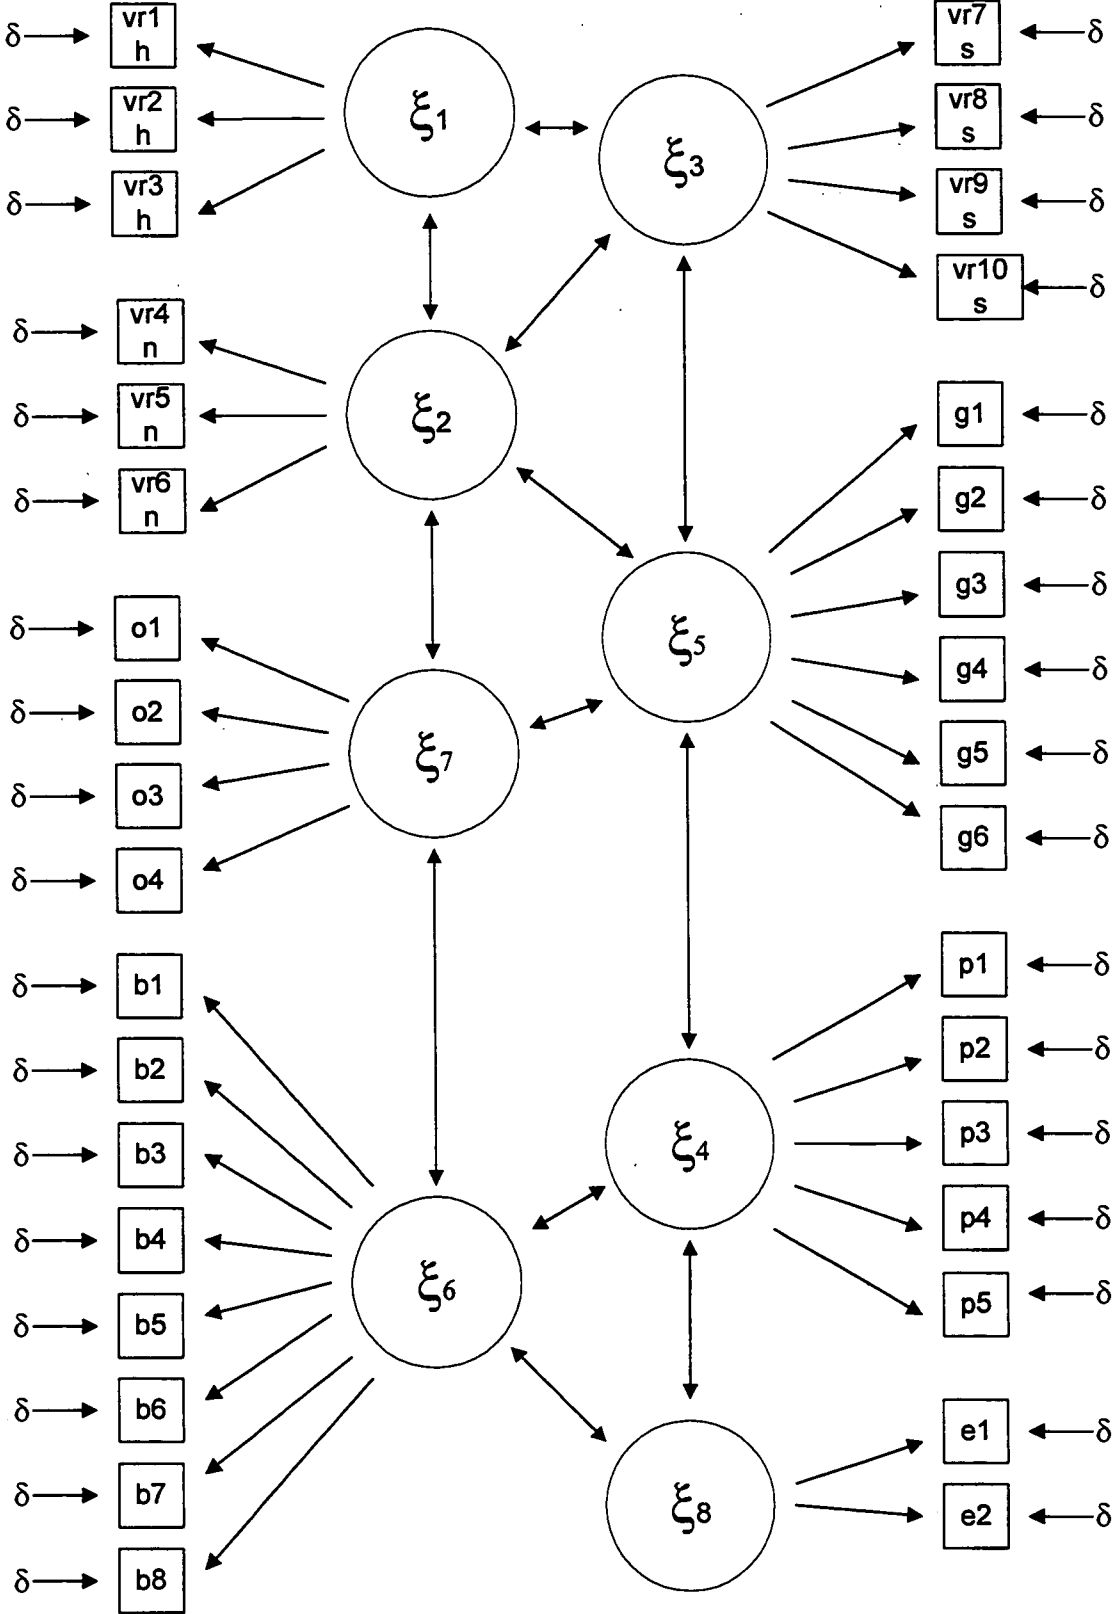 δ vr1
h
δ vr2
h
δ vr3
h
ξ1
ξ3
vr7 δ
s
vr8 δ
s
vr9 δ
s
vr10 δ
s
δ vr4
n
δ vr5
n
δ vr6
n
ξ2
g1 δ
g2 δ
g3 δ
g4 δ
g5 δ
g6 δ
ξ5
δ o1
δ o2
δ o3
δ o4
ξ7
δ b1
δ b2
δ b3
δ b4
δ b5
δ b6
δ b7
δ b8
ξ6
ξ4
p1 δ
p2 δ
p3 δ
p4 δ
p5 δ
ξ8
e1 δ
e2 δ